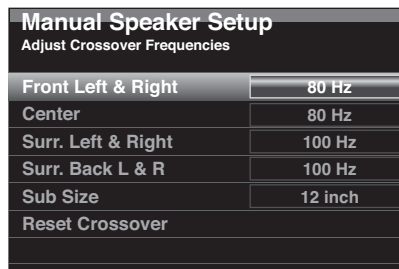 Manual Speaker Setup
Adjust Crossover Frequencies
Front Left & Right 80 Hz
Center 80 Hz
Surr. Left & Right 100 Hz
Surr. Back L & R 100 Hz
Sub Size 12 inch
Reset Crossover